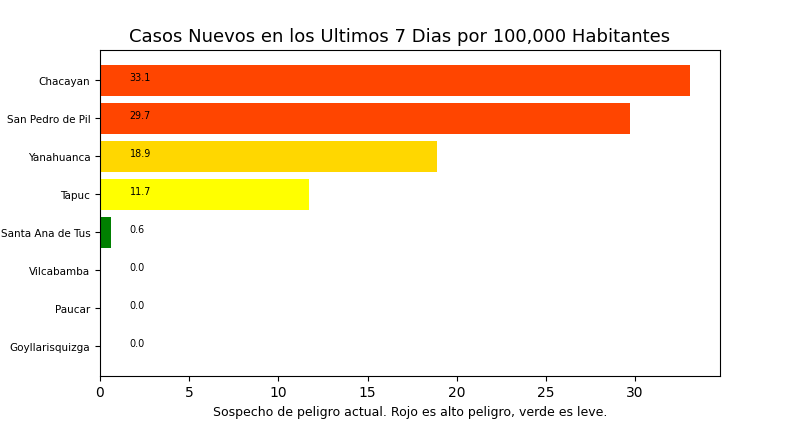 Casos Nuevos en los Ultimos 7 Dias por 100,000 Habitantes
Chacayan 33.1
San Pedro de Pil 29.7
Yanahuanca 18.9
Tapuc 11.7
Santa Ana de Tus 0.6
Vilcabamba 0.0
Paucar 0.0
Goyllarisquizga 0.0
0 5 10 15 20 25 30
Sospecho de peligro actual. Rojo es alto peligro, verde es leve.